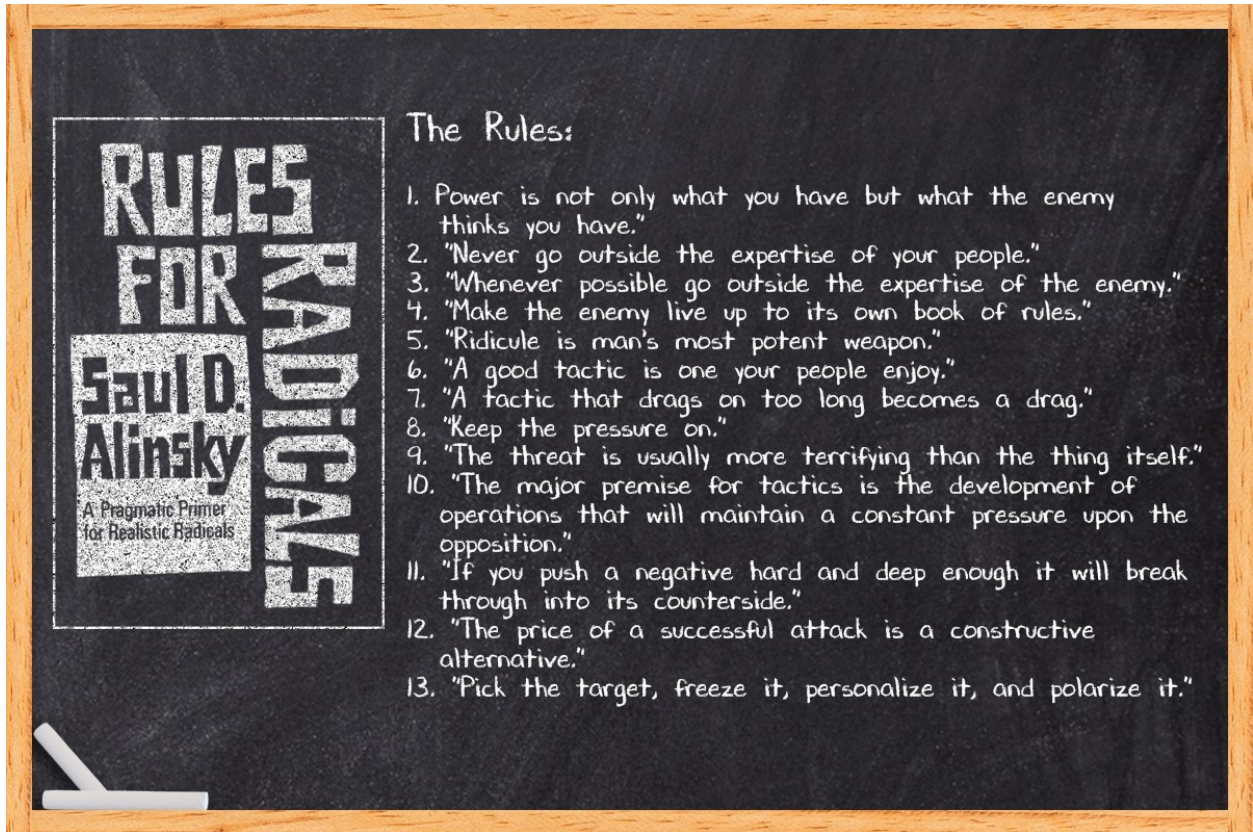 RULES
FOR
RADiCALS
Saul D.
Alinsky
A Pragmatic Primer
for Realistic Radicals
The Rules:
1. Power is not only what you have but what the enemy
thinks you have."
2. "Never go outside the expertise of your people."
3. "Whenever possible go outside the expertise of the enemy."
4. "Make the enemy live up to its own book of rules."
5. "Ridicule is man's most potent weapon."
6. "A good tactic is one your people enjoy."
7. "A tactic that drags on too long becomes a drag."
8. "Keep the pressure on."
9. "The threat is usually more terrifying than the thing itself."
10. "The major premise for tactics is the development of
operations that will maintain a constant pressure upon the
opposition."
11. "If you push a negative hard and deep enough it will break
through into its counterside."
12. "The price of a successful attack is a constructive
alternative."
13. "Pick the target, freeze it, personalize it, and polarize it."